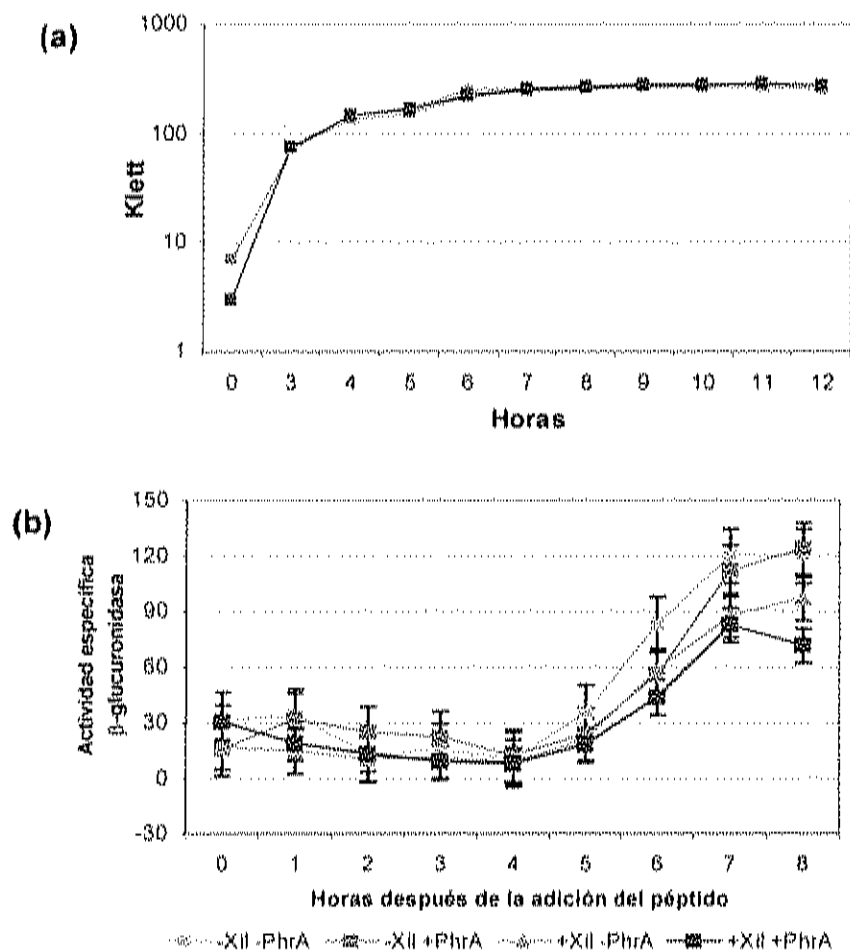 (a)
1000
100
10
1
Klett
0 3 4 5 6 7 8 9 10 11 12
Horas
(b)
150
120
90
60
30
0
-30
Actividad específica
β-glucuronidasa
0 1 2 3 4 5 6 7 8
Horas después de la adición del péptido
-Xil -PhrA -Xil +PhrA +Xil -PhrA +Xil +PhrA